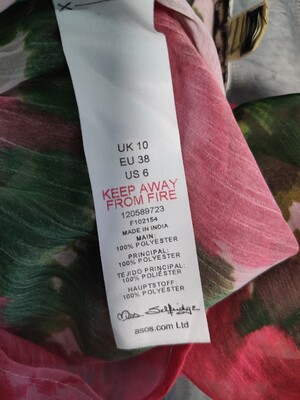 UK 10
EU 38
US 6
KEEP AWAY
FROM FIRE
120589723
F102154
MADE IN INDIA
MAIN:
100% POLYESTER
PRINCIPAL:
100% POLYESTER
TEJIDO PRINCIPAL:
100% POLYESTER
HAUPTSTOFF:
100% POLYESTER
Miss Selfridge
asos.com Ltd